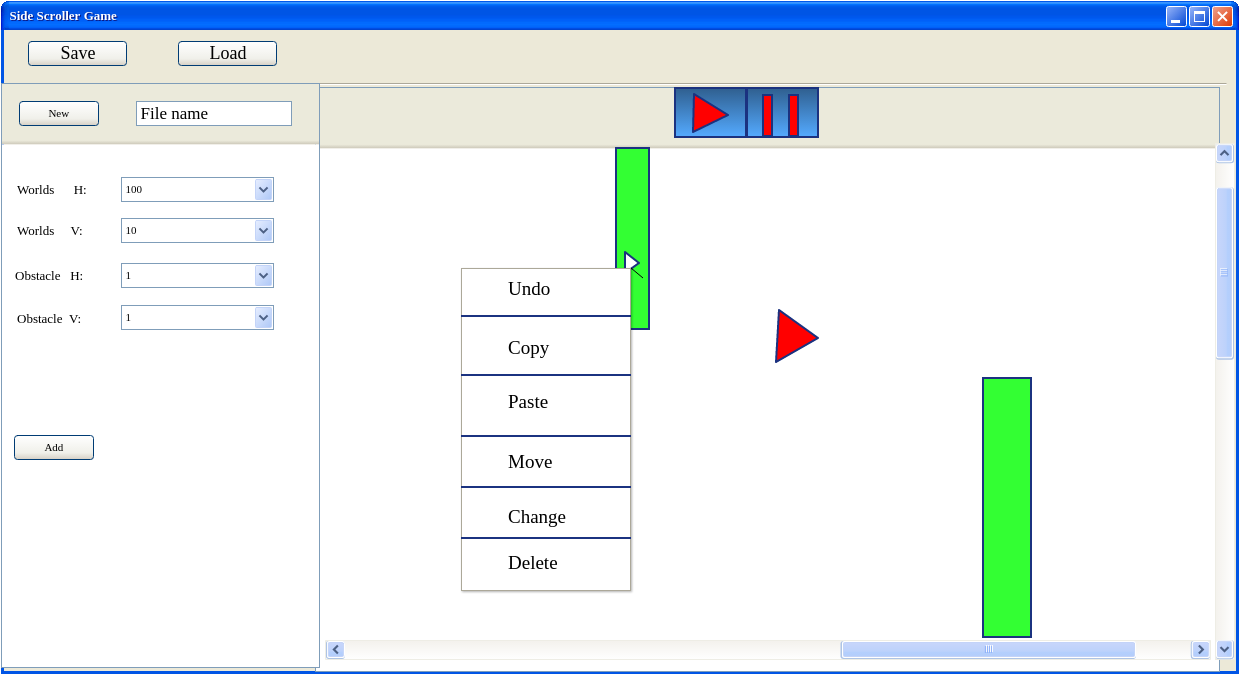 Side Scroller Game
Save Load
New File name
Worlds H: 100
Worlds V: 10
Obstacle H: 1
Obstacle V: 1
Add
Undo
Copy
Paste
Move
Change
Delete